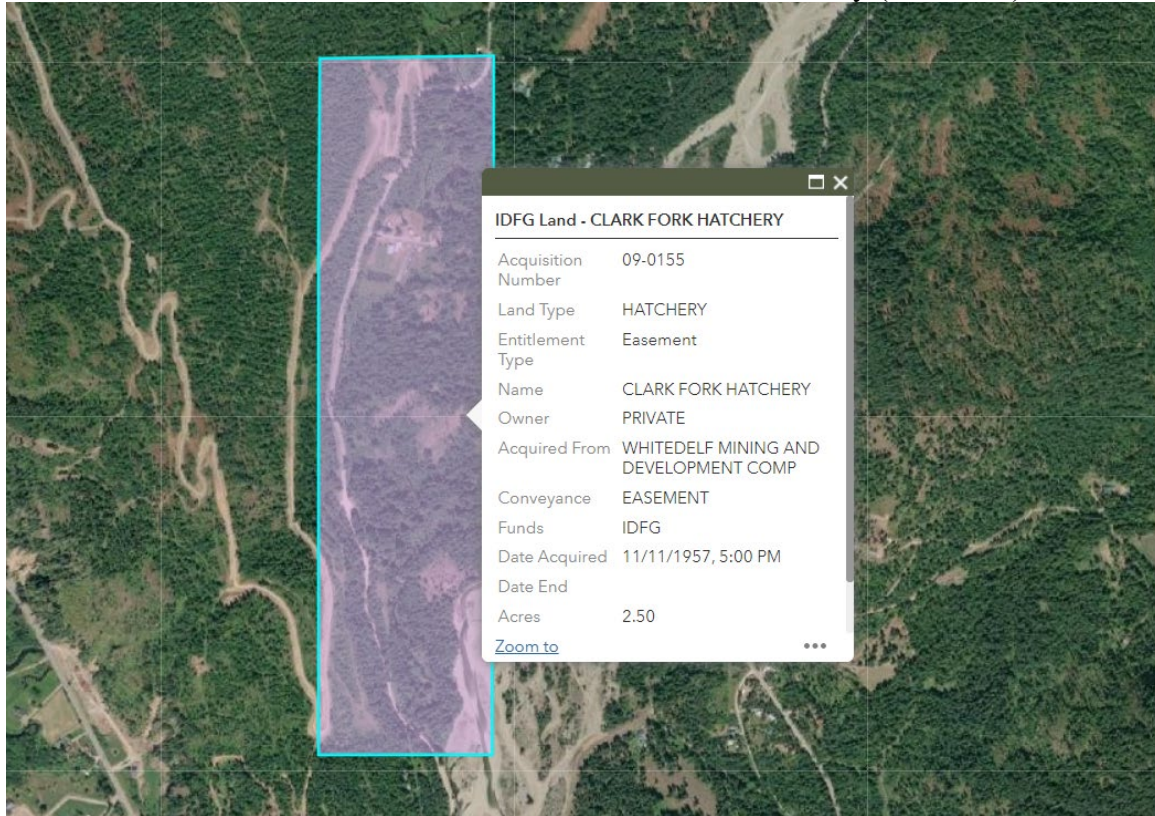 IDFG Land - CLARK FORK HATCHERY
Acquisition Number 09-0155
Land Type HATCHERY
Entitlement Type Easement
Name CLARK FORK HATCHERY
Owner PRIVATE
Acquired From WHITEDELF MINING AND
DEVELOPMENT COMP
Conveyance EASEMENT
Funds IDFG
Date Acquired 11/11/1957, 5:00 PM
Date End
Acres 2.50
Zoom to